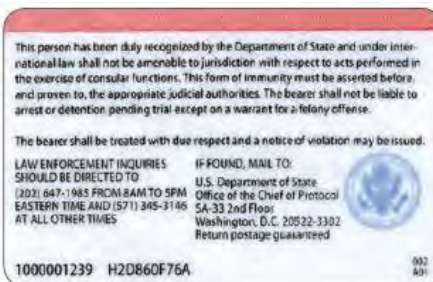 This person has been duly recognized by the Department of State and under inter-
national law shall not be amenable to jurisdiction with respect to acts performed in
the exercise of consular functions. This form of immunity must be asserted before,
and proven to, the appropriate judicial authorities. The bearer shall not be liable to
arrest or detention pending trial except on a warrant for a felony offense.
The bearer shall be treated with due respect and a notice of violation may be issued.
LAW ENFORCEMENT INQUIRIES
SHOULD BE DIRECTED TO
(202) 647-1985 FROM 8AM TO 5PM
EASTERN TIME AND (571) 345-3146
AT ALL OTHER TIMES
IF FOUND, MAIL TO:
U.S. Department of State
Office of the Chief of Protocol
SA-33 2nd Floor
Washington, D.C. 20522-3302
Return postage guaranteed
1000001239 H2D860F76A
002
A01